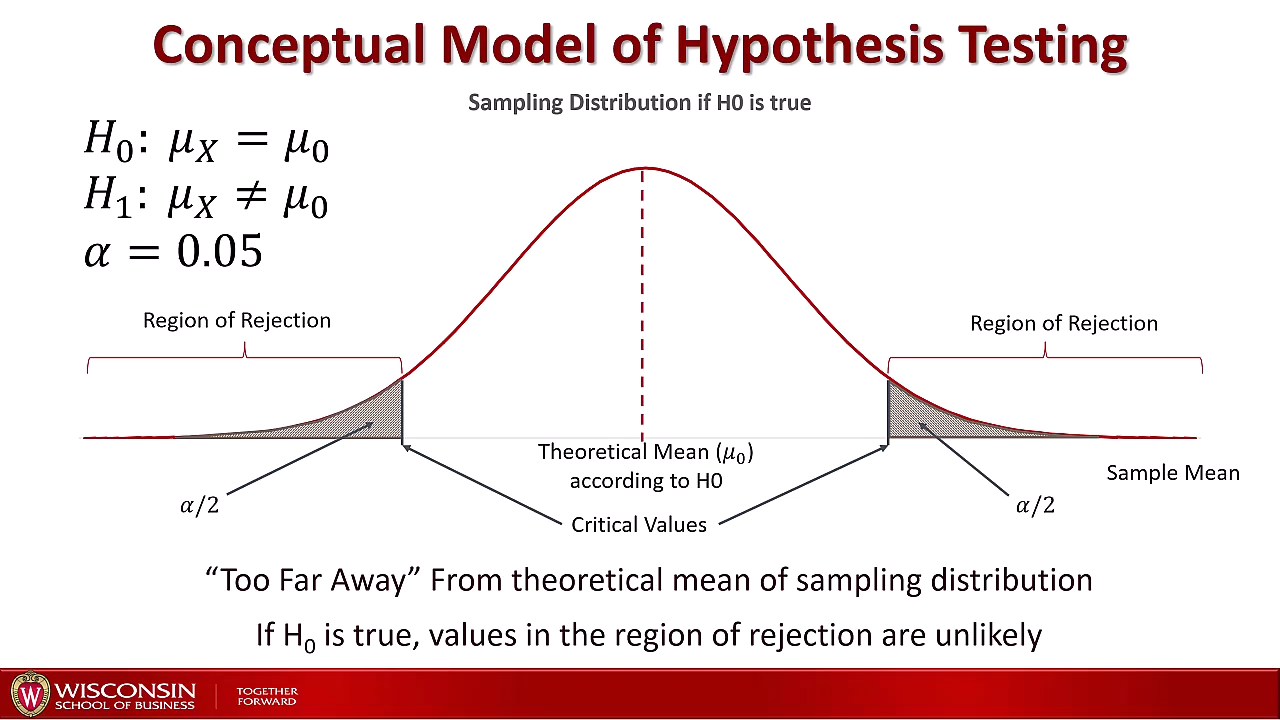 Conceptual Model of Hypothesis Testing
Sampling Distribution if H0 is true
H₀: μ_X = μ₀
H₁: μ_X ≠ μ₀
α = 0.05
Region of Rejection
Region of Rejection
Theoretical Mean (μ₀)
according to H0
Sample Mean
α/2
α/2
Critical Values
“Too Far Away” From theoretical mean of sampling distribution
If H₀ is true, values in the region of rejection are unlikely
W
WISCONSIN
SCHOOL OF BUSINESS
TOGETHER
FORWARD